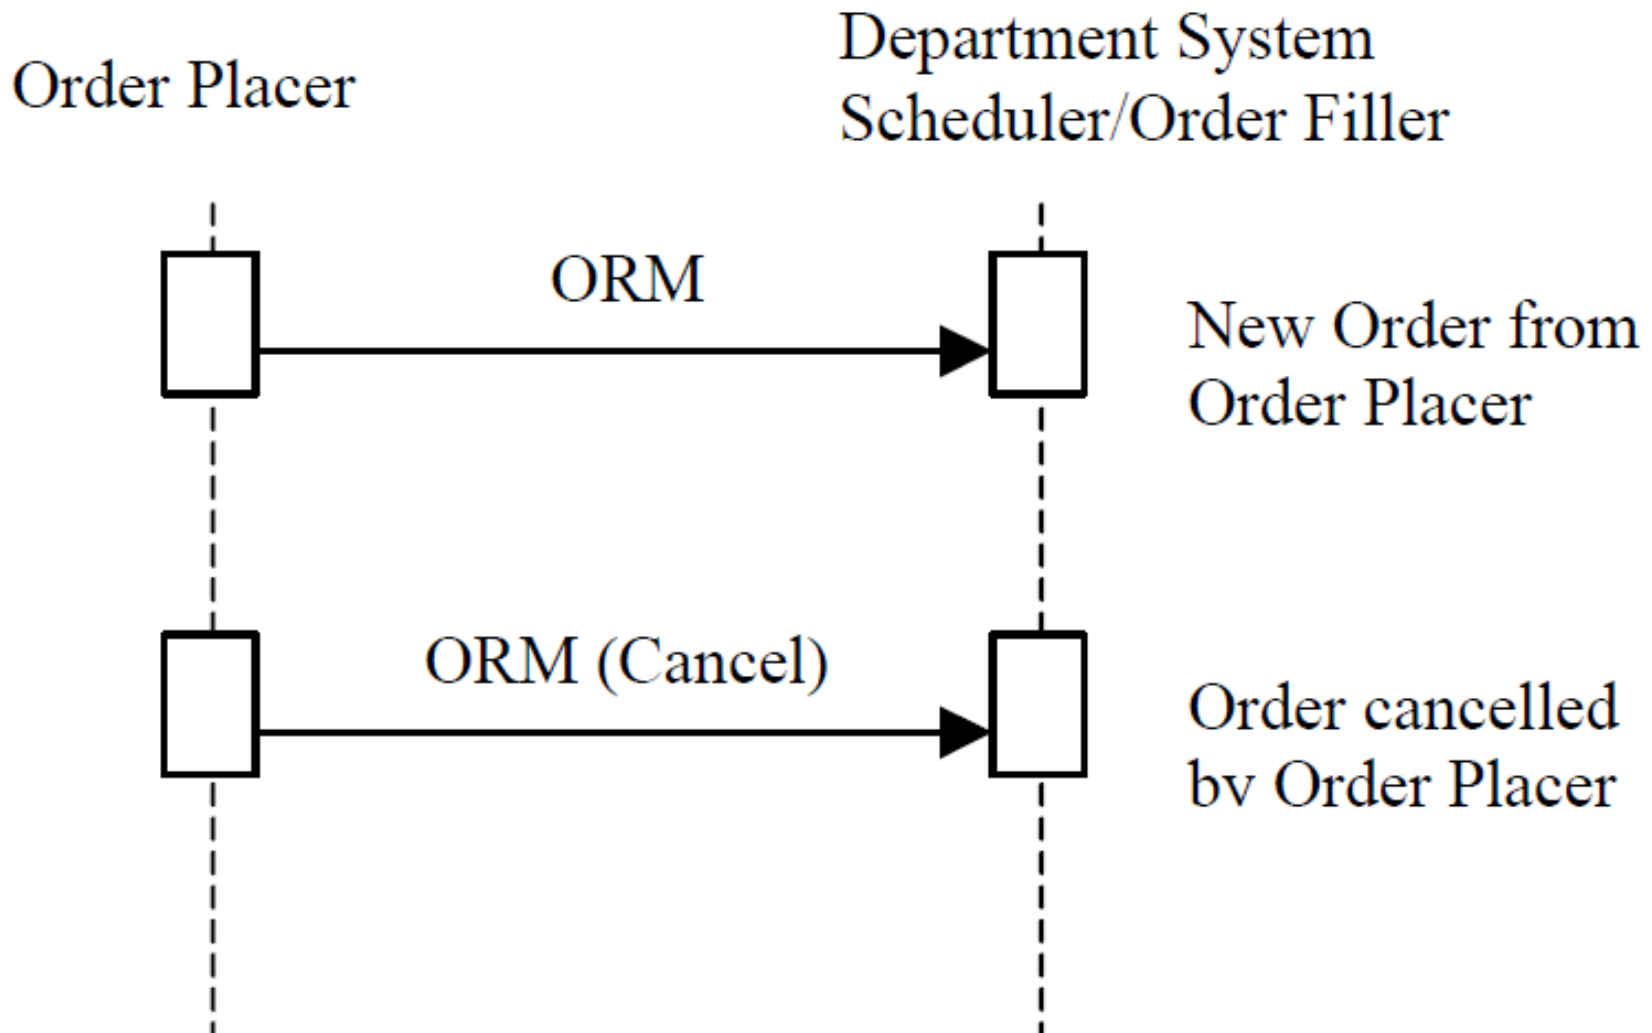 Order Placer
Department System
Scheduler/Order Filler
ORM
New Order from
Order Placer
ORM (Cancel)
Order cancelled
by Order Placer